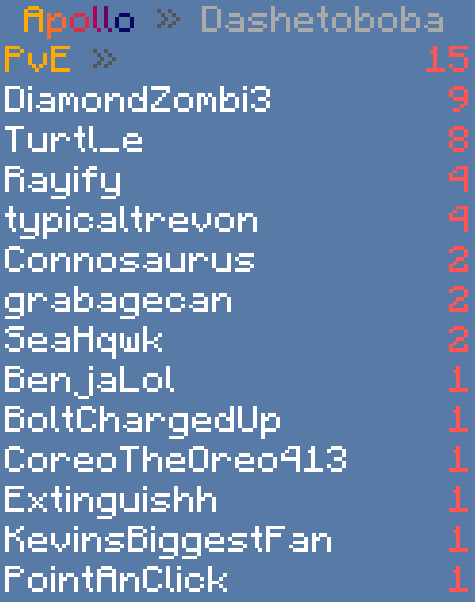 Apollo » Dashetoboba
PvE » 15
DiamondZombi3 9
Turtl_e 8
Rayify 4
typicaltrevon 4
Connosaurus 2
grabagecan 2
SeaHqwk 2
BenjaLol 1
BoltChargedUp 1
CoreoTheOreo413 1
Extinguishh 1
KevinsBiggestFan 1
PointAnClick 1